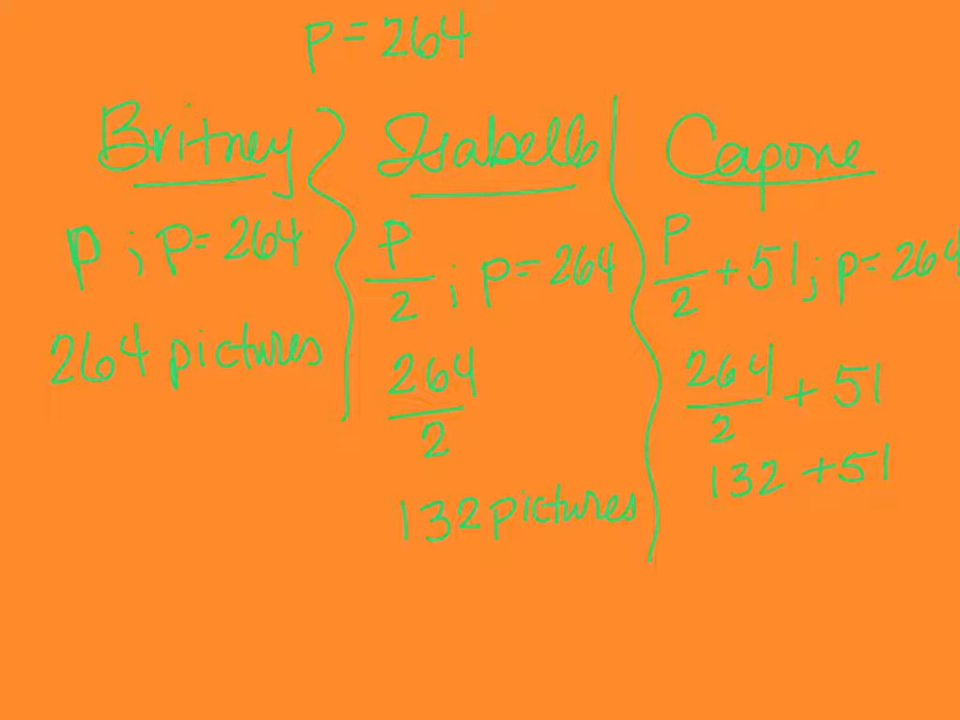 p = 264
Britney
p ; p = 264
264 pictures
Isabello
p/2 ; p = 264
264/2
132 pictures
Capone
p/2 + 51 ; p = 264
264/2 + 51
132 + 51